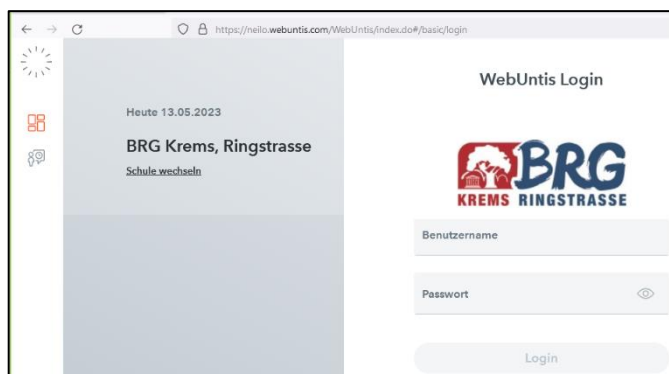 https://neilo.webuntis.com/WebUntis/index.do#/basic/login
Heute 13.05.2023
BRG Krems, Ringstrasse
Schule wechseln
WebUntis Login
BRG
KREMS RINGSTRASSE
Benutzername
Passwort
Login